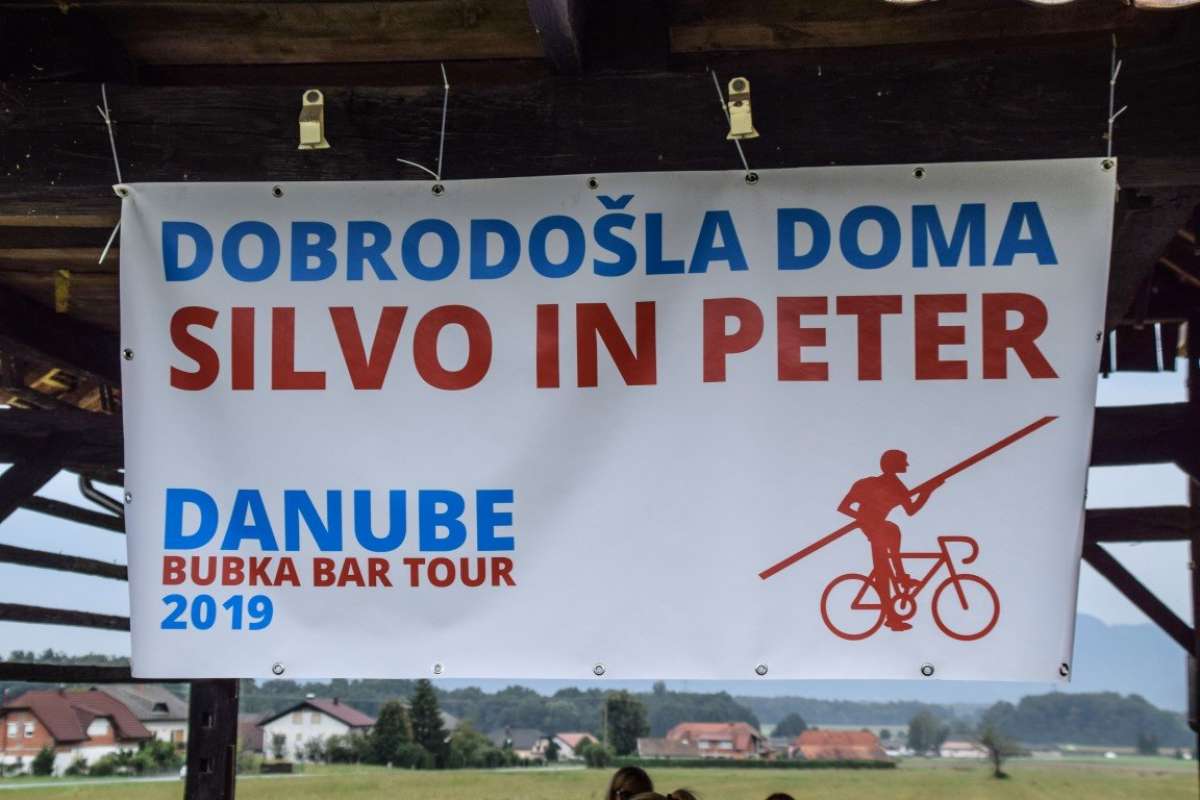 DOBRODOŠLA DOMA
SILVO IN PETER
DANUBE
BUBKA BAR TOUR
2019